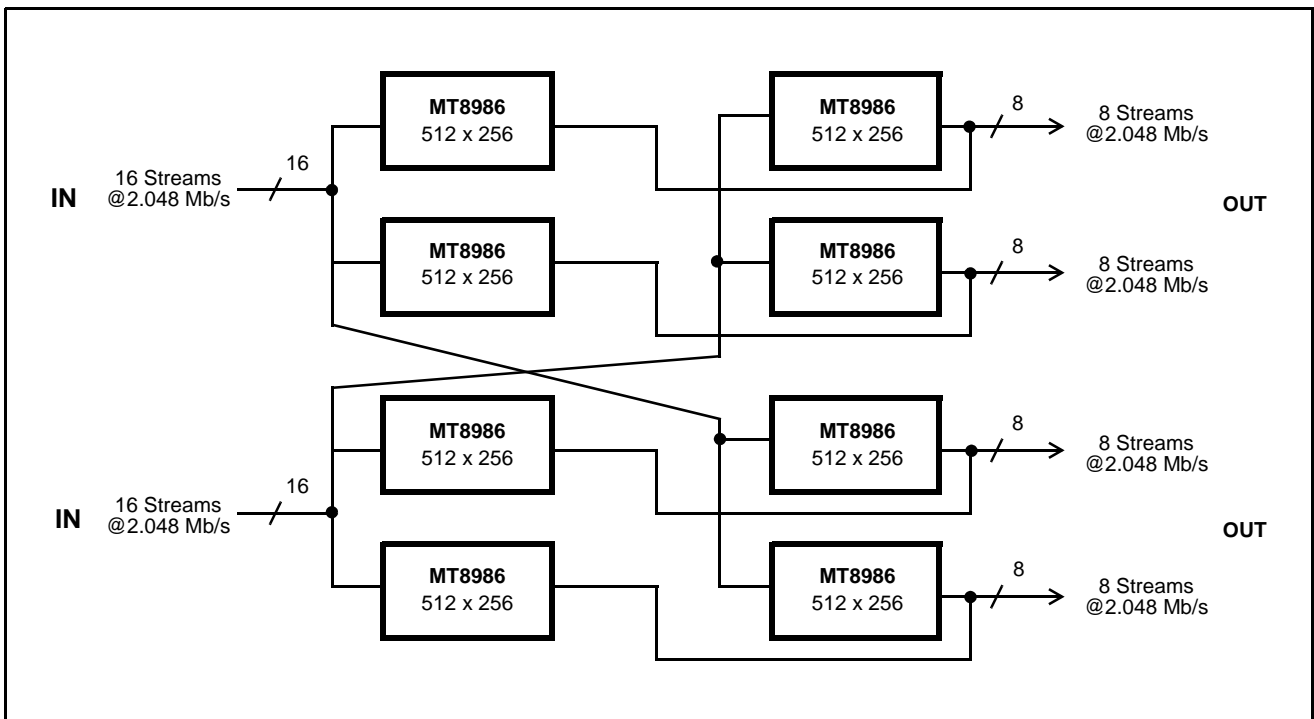 MT8986
512 x 256
MT8986
512 x 256
8
8 Streams
@2.048 Mb/s
16
16 Streams
@2.048 Mb/s
IN
OUT
MT8986
512 x 256
MT8986
512 x 256
8
8 Streams
@2.048 Mb/s
MT8986
512 x 256
MT8986
512 x 256
8
8 Streams
@2.048 Mb/s
16
16 Streams
@2.048 Mb/s
IN
OUT
MT8986
512 x 256
MT8986
512 x 256
8
8 Streams
@2.048 Mb/s